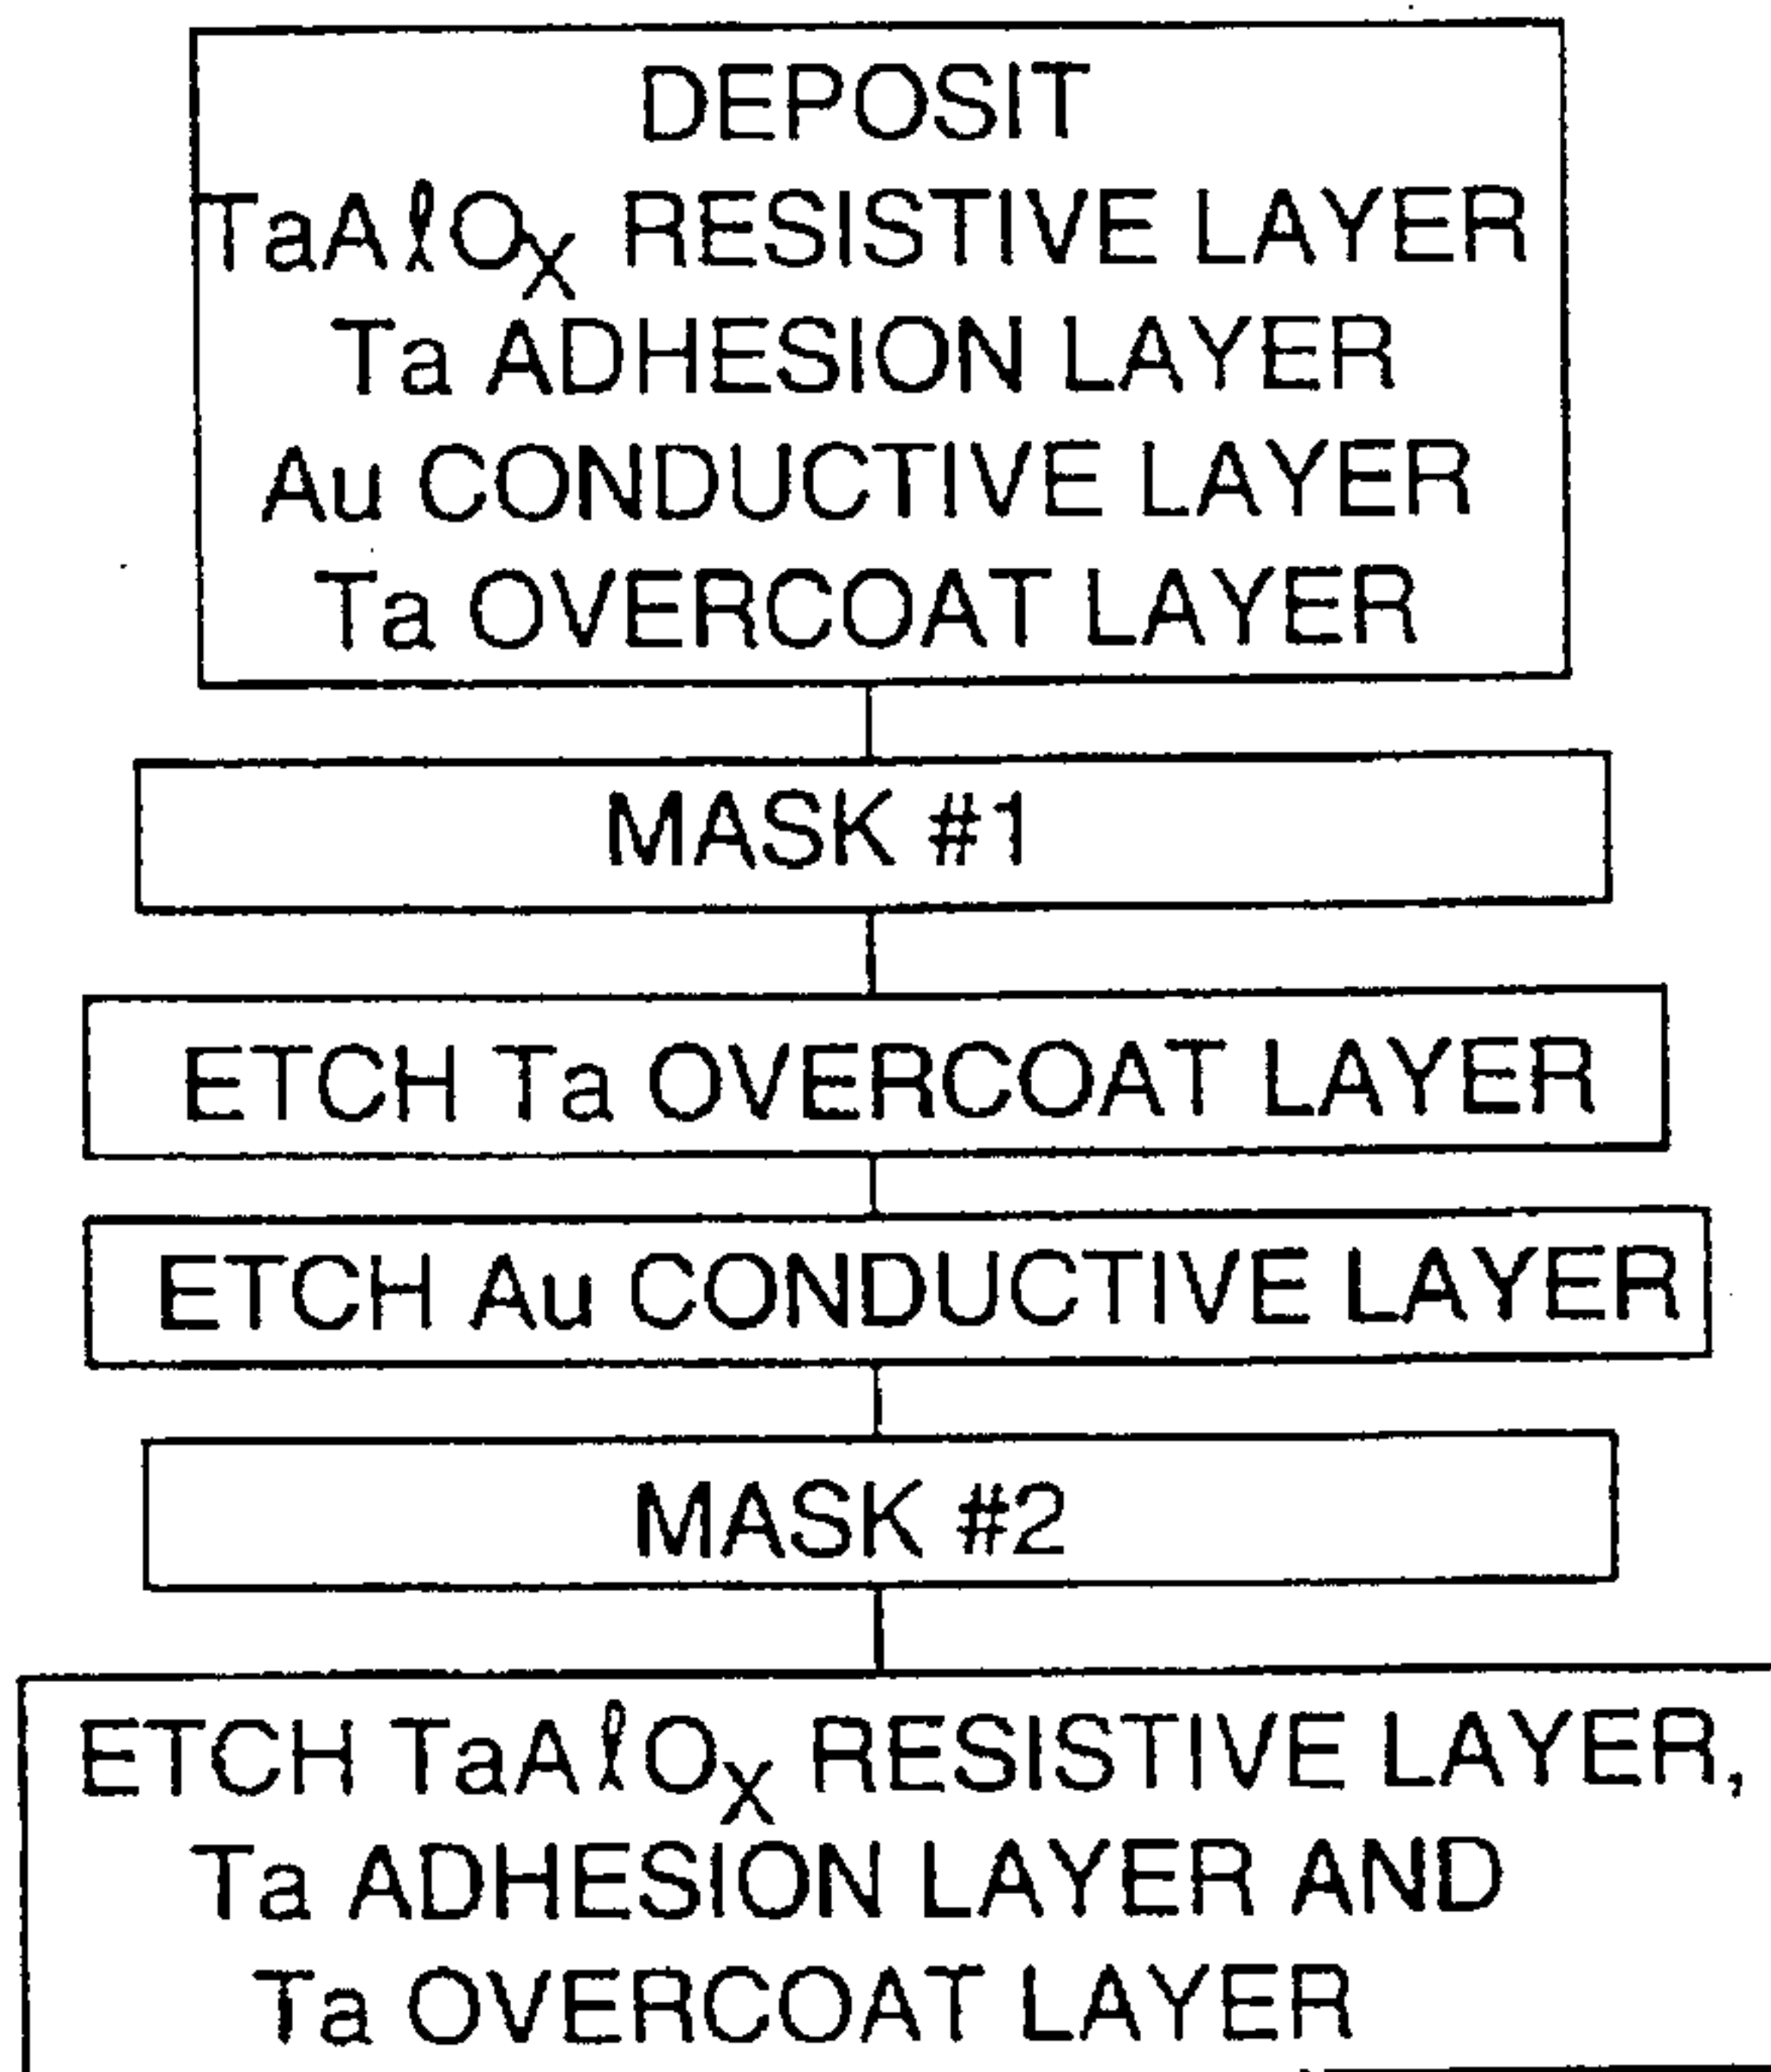 DEPOSIT
TaAℓOx RESISTIVE LAYER
Ta ADHESION LAYER
Au CONDUCTIVE LAYER
Ta OVERCOAT LAYER
MASK #1
ETCH Ta OVERCOAT LAYER
ETCH Au CONDUCTIVE LAYER
MASK #2
ETCH TaAℓOx RESISTIVE LAYER,
Ta ADHESION LAYER AND
Ta OVERCOAT LAYER